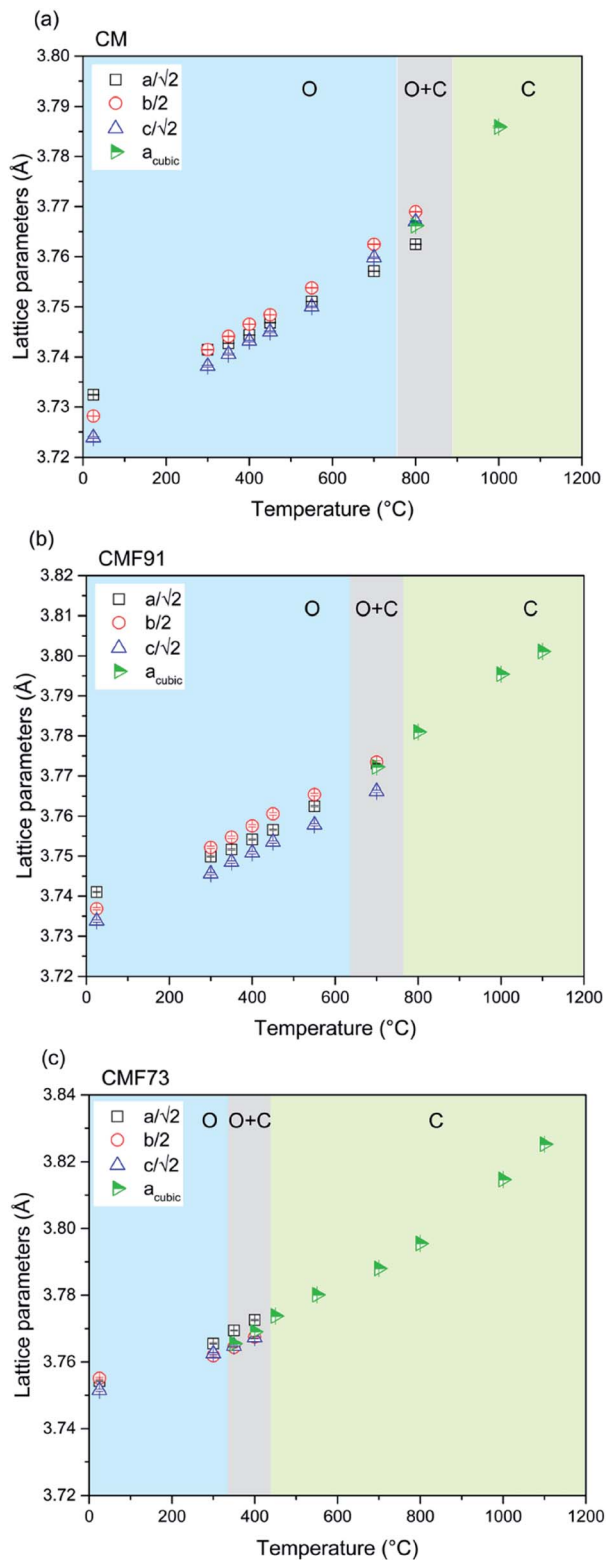 (a)
CM
3.80
3.79
3.78
3.77
3.76
3.75
3.74
3.73
3.72
Lattice parameters (Å)
a/√2
b/2
c/√2
a cubic
O
O+C
C
0 200 400 600 800 1000 1200
Temperature (°C)
(b)
CMF91
3.82
3.81
3.80
3.79
3.78
3.77
3.76
3.75
3.74
3.73
3.72
Lattice parameters (Å)
a/√2
b/2
c/√2
a cubic
O
O+C
C
0 200 400 600 800 1000 1200
Temperature (°C)
(c)
CMF73
3.84
3.82
3.80
3.78
3.76
3.74
3.72
Lattice parameters (Å)
a/√2
b/2
c/√2
a cubic
O
O+C
C
0 200 400 600 800 1000 1200
Temperature (°C)